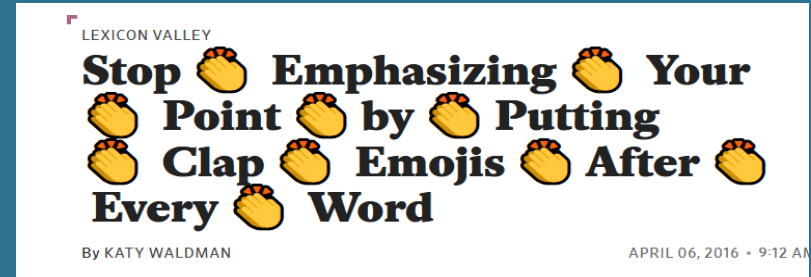 LEXICON VALLEY
Stop 👏 Emphasizing 👏 Your
👏 Point 👏 by 👏 Putting
👏 Clap 👏 Emojis 👏 After 👏
Every 👏 Word
By KATY WALDMAN
APRIL 06, 2016 • 9:12 AM